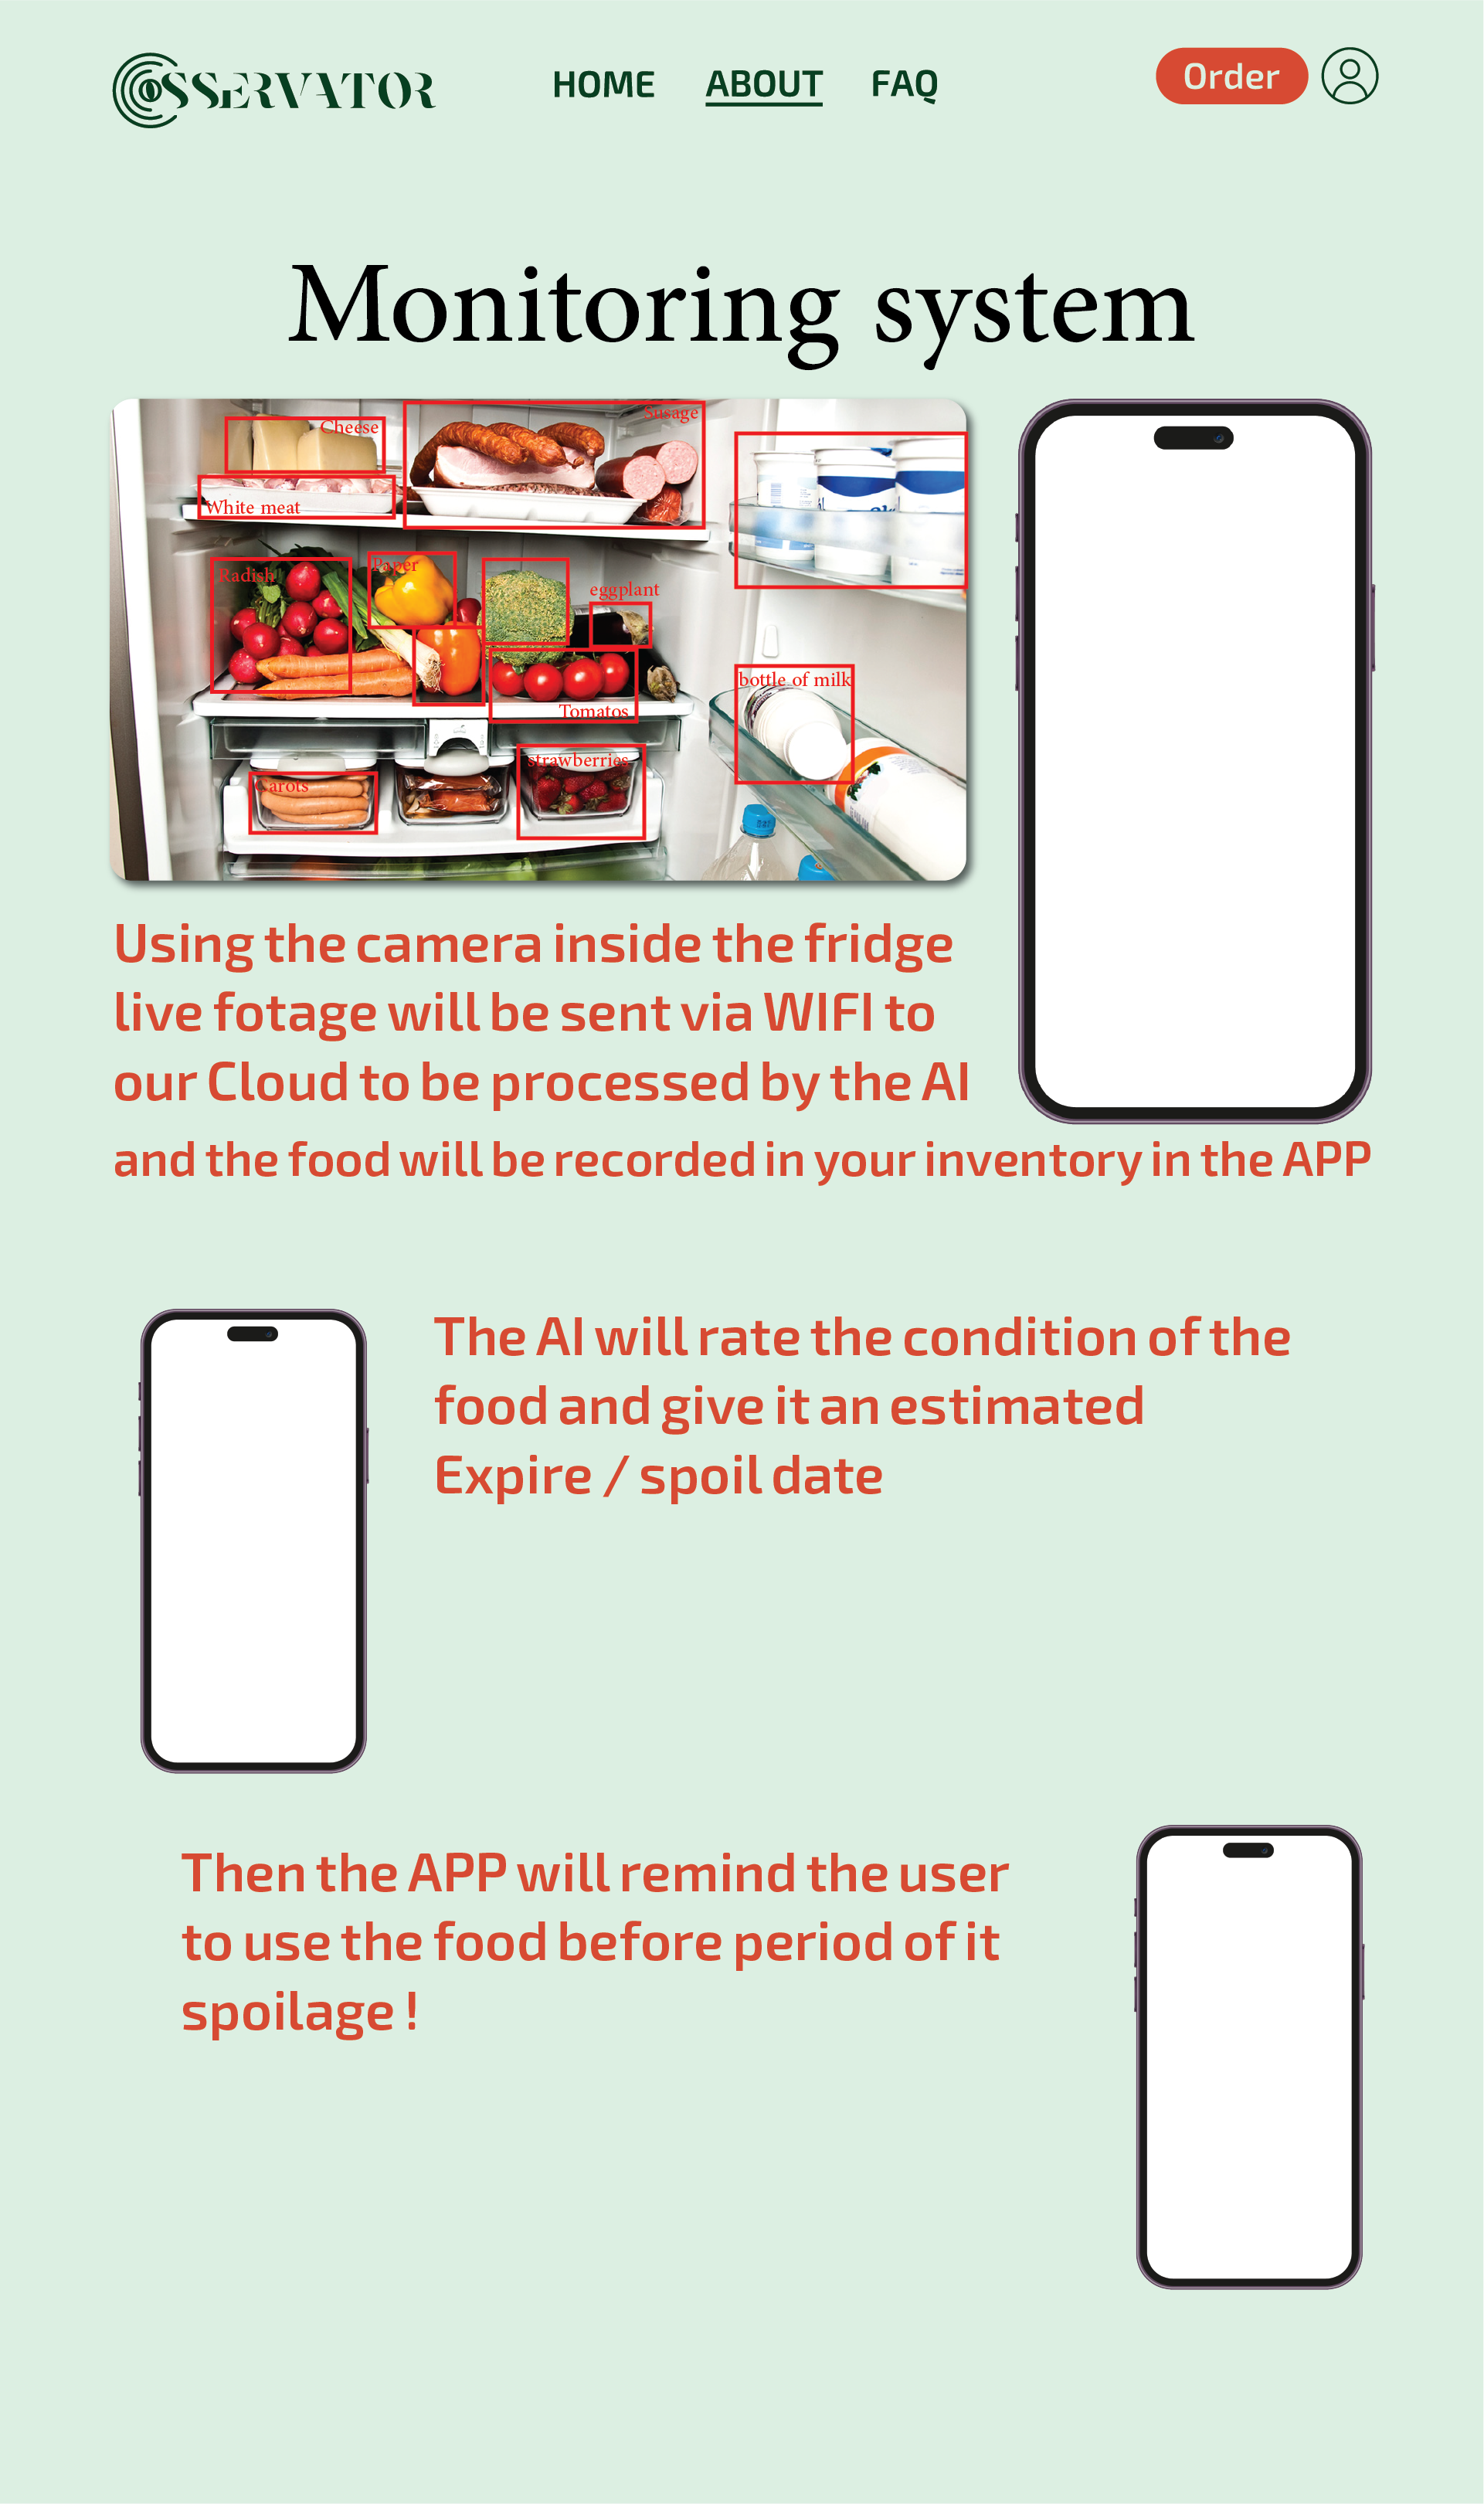 OSSERVATOR
HOME ABOUT FAQ
Order
Monitoring system
Cheese
Susage
White meat
Radish
Paper
eggplant
bottle of milk
Tomatos
strawberries
Carots
Using the camera inside the fridge
live fotage will be sent via WIFI to
our Cloud to be processed by the AI
and the food will be recorded in your inventory in the APP
The AI will rate the condition of the
food and give it an estimated
Expire / spoil date
Then the APP will remind the user
to use the food before period of it
spoilage !